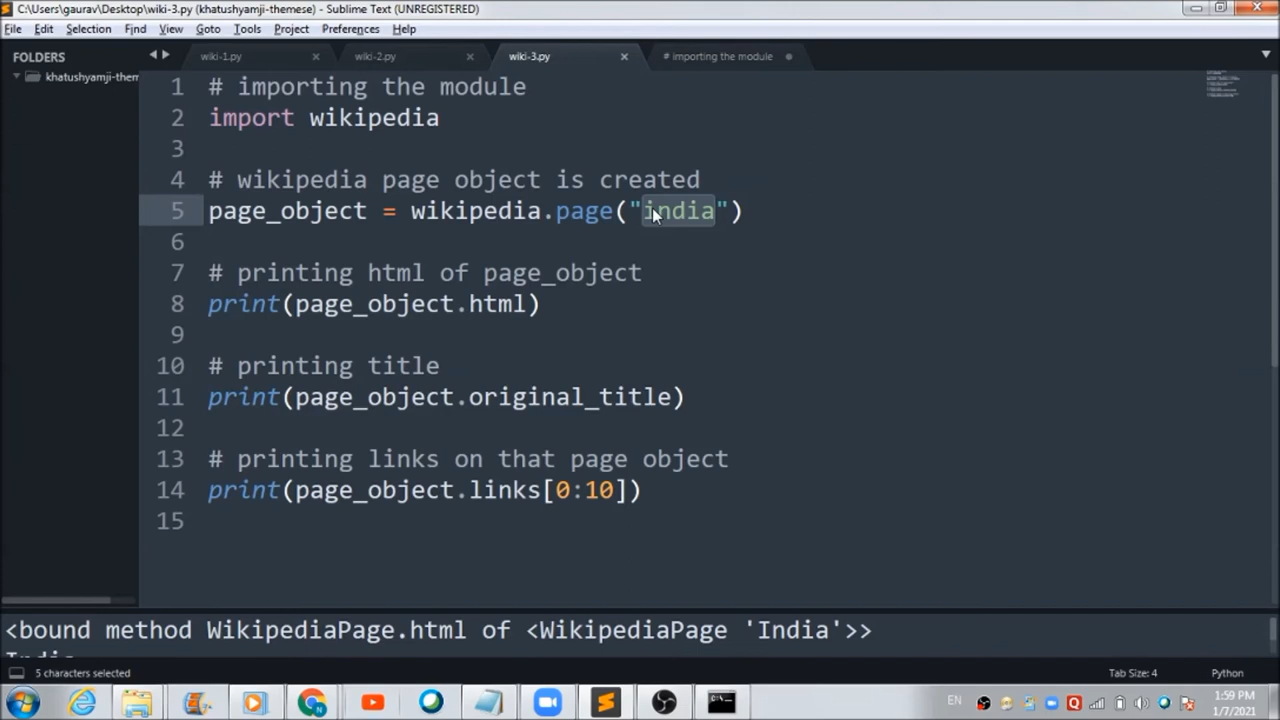 C:\Users\gaurav\Desktop\wiki-3.py (khatushyamji-themese) - Sublime Text (UNREGISTERED)
File Edit Selection Find View Goto Tools Project Preferences Help
FOLDERS
khatushyamji-them
wiki-1.py wiki-2.py wiki-3.py # importing the module
1 # importing the module
2 import wikipedia
3
4 # wikipedia page object is created
5 page_object = wikipedia.page("india")
6
7 # printing html of page_object
8 print(page_object.html)
9
10 # printing title
11 print(page_object.original_title)
12
13 # printing links on that page object
14 print(page_object.links[0:10])
15
<bound method WikipediaPage.html of <WikipediaPage 'India'>>
India
5 characters selected Tab Size: 4 Python
EN 1:59 PM
1/7/2021